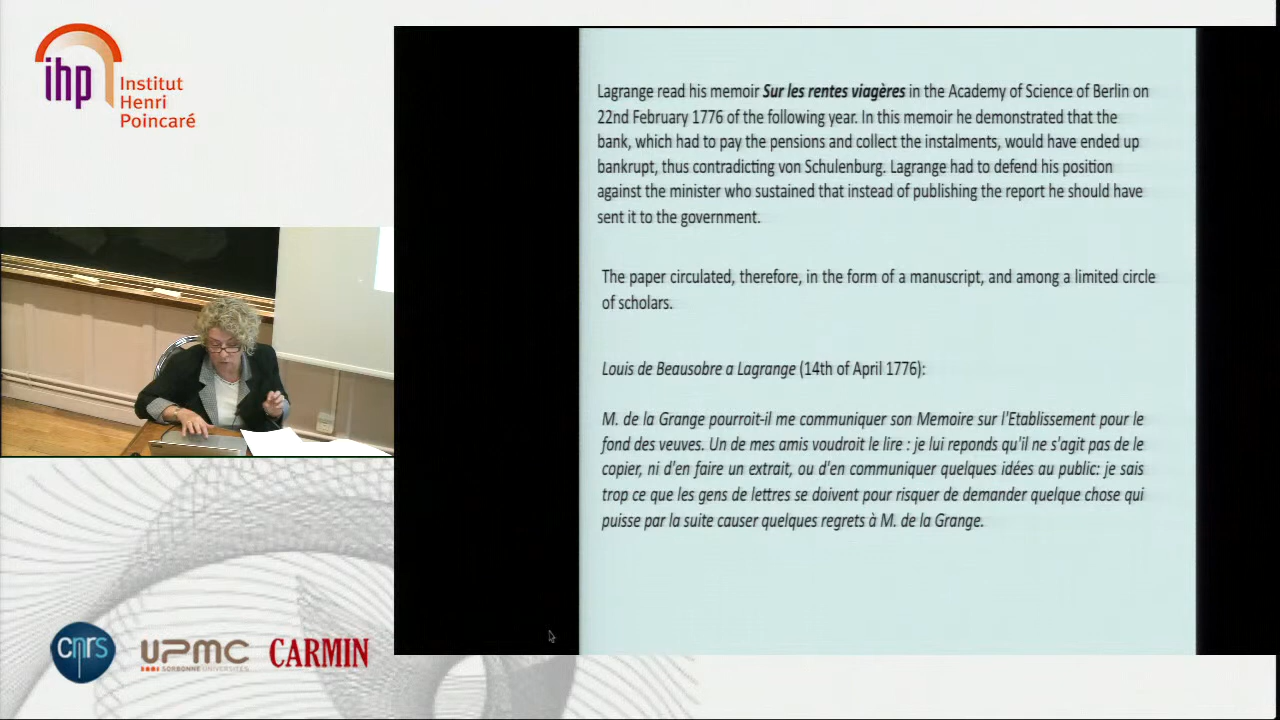 ihp
Institut
Henri
Poincaré
Lagrange read his memoir Sur les rentes viagères in the Academy of Science of Berlin on
22nd February 1776 of the following year. In this memoir he demonstrated that the
bank, which had to pay the pensions and collect the instalments, would have ended up
bankrupt, thus contradicting von Schulenburg. Lagrange had to defend his position
against the minister who sustained that instead of publishing the report he should have
sent it to the government.
The paper circulated, therefore, in the form of a manuscript, and among a limited circle
of scholars.
Louis de Beausobre a Lagrange (14th of April 1776):
M. de la Grange pourroit-il me communiquer son Memoire sur l'Etablissement pour le
fond des veuves. Un de mes amis voudroit le lire : je lui reponds qu'il ne s'agit pas de le
copier, ni d'en faire un extrait, ou d'en communiquer quelques idées au public: je sais
trop ce que les gens de lettres se doivent pour risquer de demander quelque chose qui
puisse par la suite causer quelques regrets à M. de la Grange.
cnrs
UPMC
SORBONNE UNIVERSITÉS
CARMIN